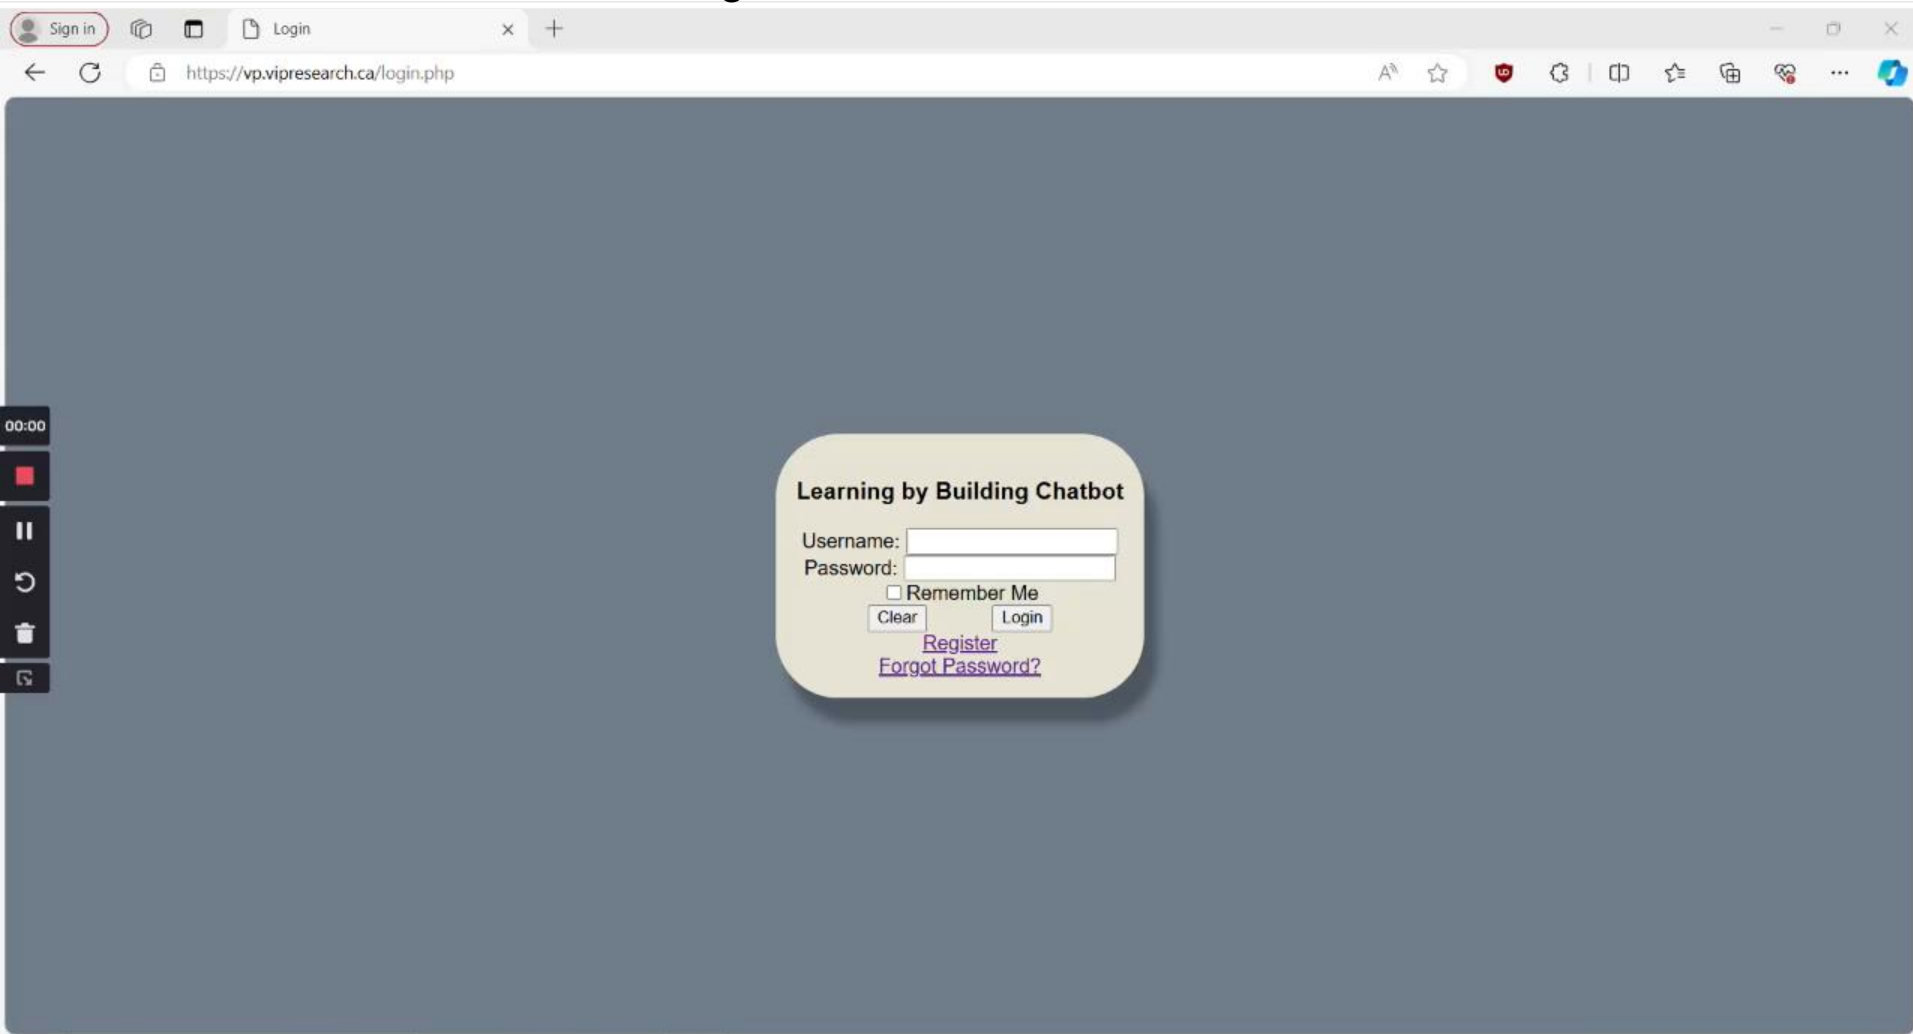 Sign in
Login
https://vp.vipresearch.ca/login.php
00:00
Learning by Building Chatbot
Username:
Password:
Remember Me
Clear Login
Register
Forgot Password?